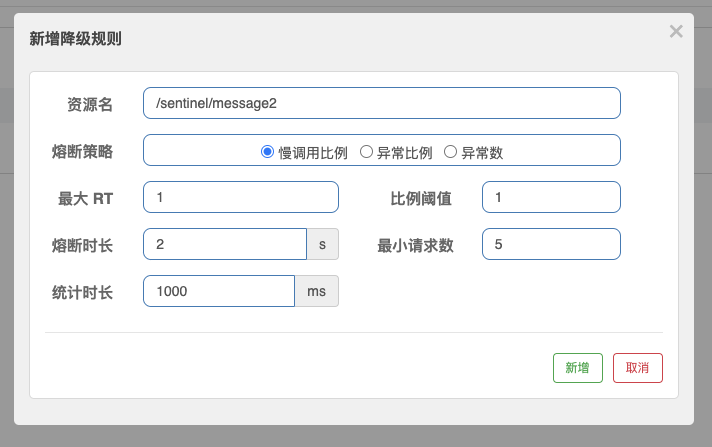 新增降级规则
×
资源名 /sentinel/message2
熔断策略 慢调用比例 异常比例 异常数
最大 RT 1 比例阈值 1
熔断时长 2 s 最小请求数 5
统计时长 1000 ms
新增 取消